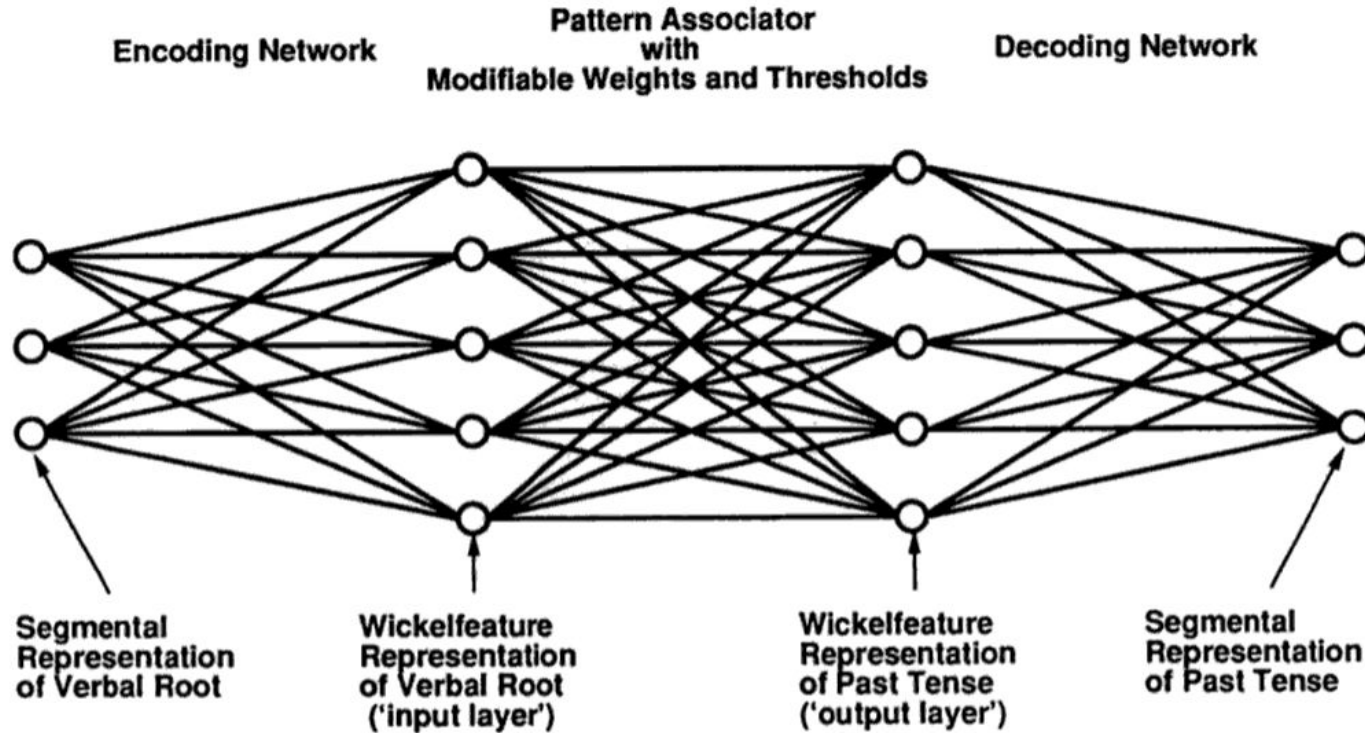 Encoding Network
Pattern Associator
with
Modifiable Weights and Thresholds
Decoding Network
Segmental
Representation
of Verbal Root
Wickelfeature
Representation
of Verbal Root
('input layer')
Wickelfeature
Representation
of Past Tense
('output layer')
Segmental
Representation
of Past Tense